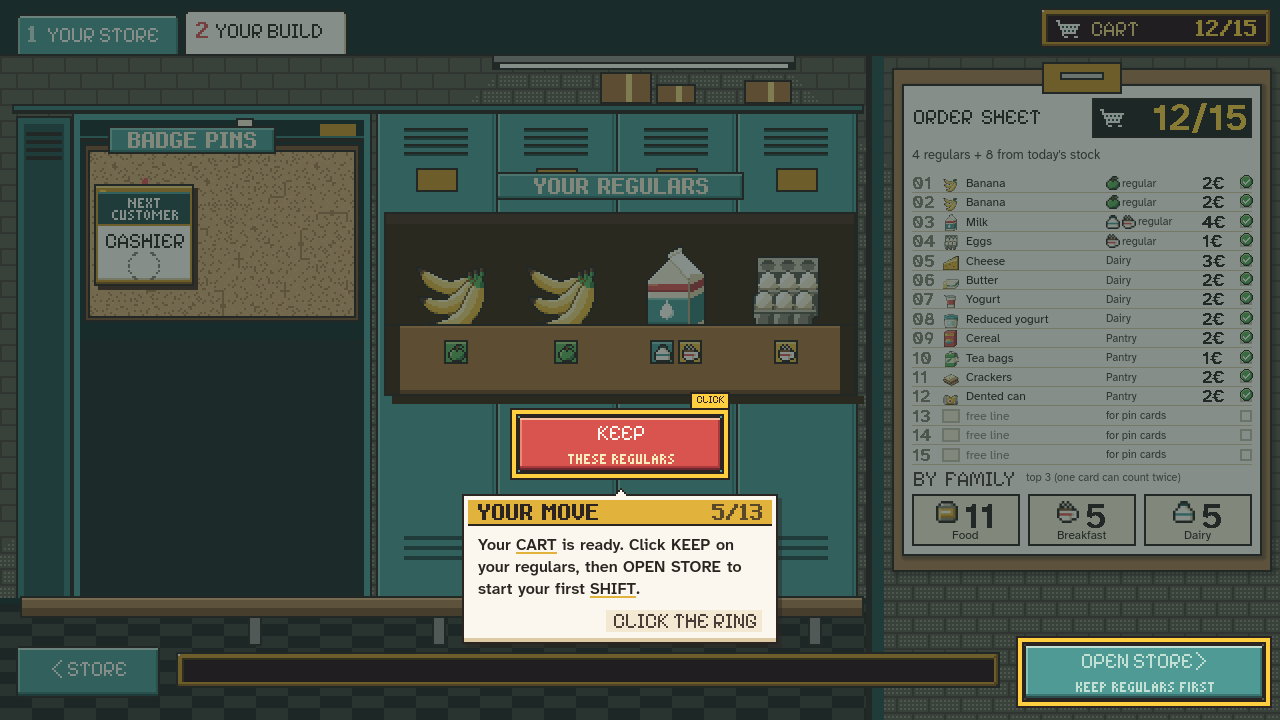 1 YOUR STORE
2 YOUR BUILD
CART 12/15
BADGE PINS
NEXT
CUSTOMER
CASHIER
YOUR REGULARS
ORDER SHEET 12/15
4 regulars + 8 from today's stock
01 Banana regular 2€
02 Banana regular 2€
03 Milk regular 4€
04 Eggs regular 1€
05 Cheese Dairy 3€
06 Butter Dairy 2€
07 Yogurt Dairy 2€
08 Reduced yogurt Dairy 2€
09 Cereal Pantry 2€
10 Tea bags Pantry 1€
11 Crackers Pantry 2€
12 Dented can Pantry 2€
13 free line for pin cards
14 free line for pin cards
15 free line for pin cards
BY FAMILY top 3 (one card can count twice)
11 Food
5 Breakfast
5 Dairy
CLICK
KEEP
THESE REGULARS
YOUR MOVE 5/13
Your CART is ready. Click KEEP on
your regulars, then OPEN STORE to
start your first SHIFT.
CLICK THE RING
< STORE
OPEN STORE >
KEEP REGULARS FIRST